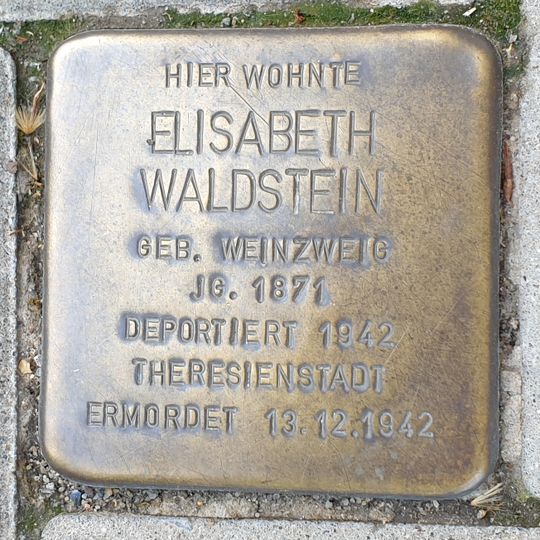 HIER WOHNTE
ELISABETH
WALDSTEIN
GEB. WEINZWEIG
JG. 1871
DEPORTIERT 1942
THERESIENSTADT
ERMORDET 13.12.1942